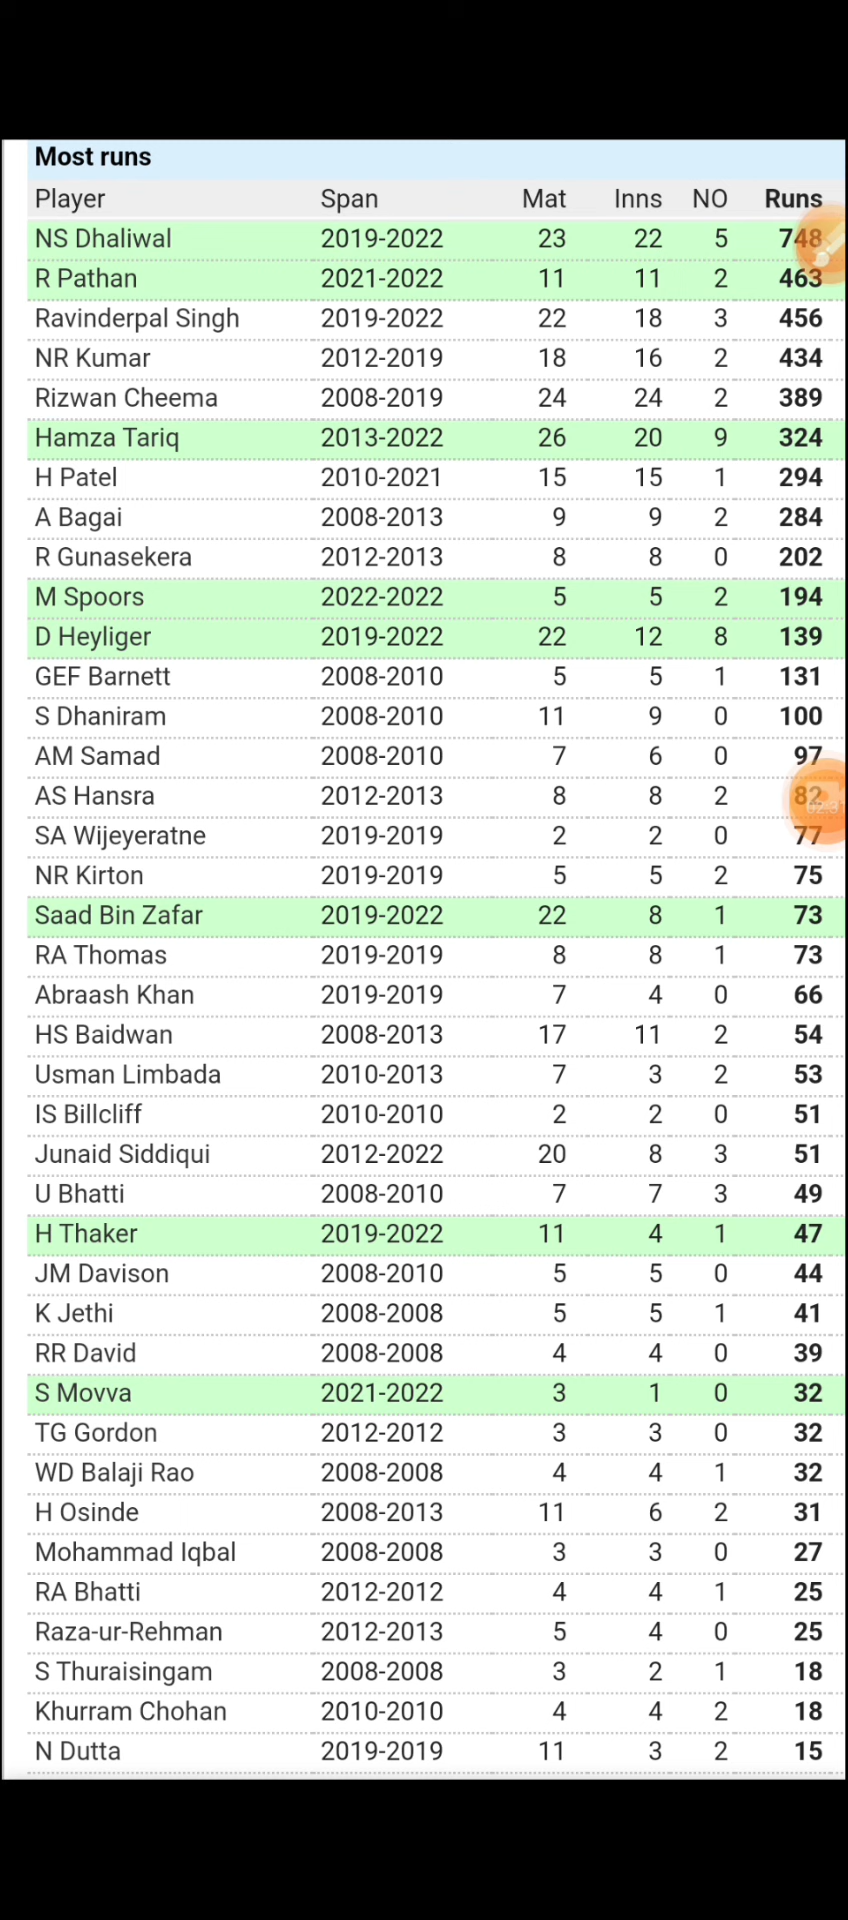 Most runs
Player Span Mat Inns NO Runs
NS Dhaliwal 2019-2022 23 22 5 748
R Pathan 2021-2022 11 11 2 463
Ravinderpal Singh 2019-2022 22 18 3 456
NR Kumar 2012-2019 18 16 2 434
Rizwan Cheema 2008-2019 24 24 2 389
Hamza Tariq 2013-2022 26 20 9 324
H Patel 2010-2021 15 15 1 294
A Bagai 2008-2013 9 9 2 284
R Gunasekera 2012-2013 8 8 0 202
M Spoors 2022-2022 5 5 2 194
D Heyliger 2019-2022 22 12 8 139
GEF Barnett 2008-2010 5 5 1 131
S Dhaniram 2008-2010 11 9 0 100
AM Samad 2008-2010 7 6 0 97
AS Hansra 2012-2013 8 8 2 82
SA Wijeyeratne 2019-2019 2 2 0 77
NR Kirton 2019-2019 5 5 2 75
Saad Bin Zafar 2019-2022 22 8 1 73
RA Thomas 2019-2019 8 8 1 73
Abraash Khan 2019-2019 7 4 0 66
HS Baidwan 2008-2013 17 11 2 54
Usman Limbada 2010-2013 7 3 2 53
IS Billcliff 2010-2010 2 2 0 51
Junaid Siddiqui 2012-2022 20 8 3 51
U Bhatti 2008-2010 7 7 3 49
H Thaker 2019-2022 11 4 1 47
JM Davison 2008-2010 5 5 0 44
K Jethi 2008-2008 5 5 1 41
RR David 2008-2008 4 4 0 39
S Movva 2021-2022 3 1 0 32
TG Gordon 2012-2012 3 3 0 32
WD Balaji Rao 2008-2008 4 4 1 32
H Osinde 2008-2013 11 6 2 31
Mohammad Iqbal 2008-2008 3 3 0 27
RA Bhatti 2012-2012 4 4 1 25
Raza-ur-Rehman 2012-2013 5 4 0 25
S Thuraisingam 2008-2008 3 2 1 18
Khurram Chohan 2010-2010 4 4 2 18
N Dutta 2019-2019 11 3 2 15